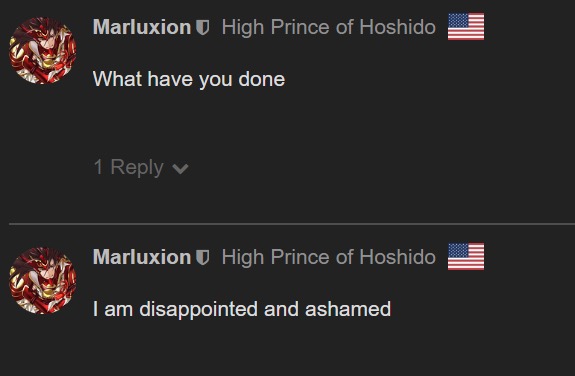 Marluxion High Prince of Hoshido
What have you done
1 Reply
Marluxion High Prince of Hoshido
I am disappointed and ashamed